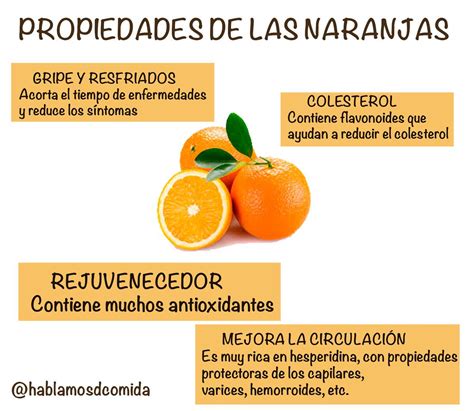 PROPIEDADES DE LAS NARANJAS
GRIPE Y RESFRIADOS
Acorta el tiempo de enfermedades
y reduce los síntomas
COLESTEROL
Contiene flavonoides que
ayudan a reducir el colesterol
REJUVENECEDOR
Contiene muchos antioxidantes
MEJORA LA CIRCULACIÓN
Es muy rica en hesperidina, con propiedades
protectoras de los capilares,
varices, hemorroides, etc.
@hablamosdcomida